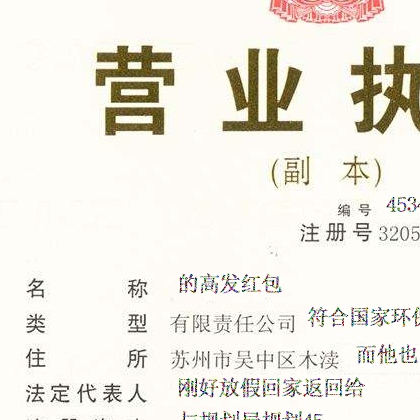 营业执
(副 本)
编号 4534
注册号 3205
名 称 的高发红包
类 型 有限责任公司 符合国家环保
住 所 苏州市吴中区木渎 而他也
法定代表人 刚好放假回家返回给